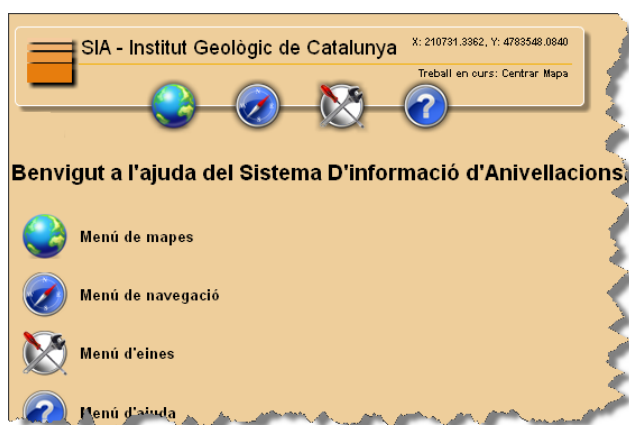 SIA - Institut Geològic de Catalunya
X: 210731.3362, Y: 4783548.0840
Treball en curs: Centrar Mapa
Benvigut a l'ajuda del Sistema D'informació d'Anivellacions.
Menú de mapes
Menú de navegació
Menú d'eines
Menú d'ajuda